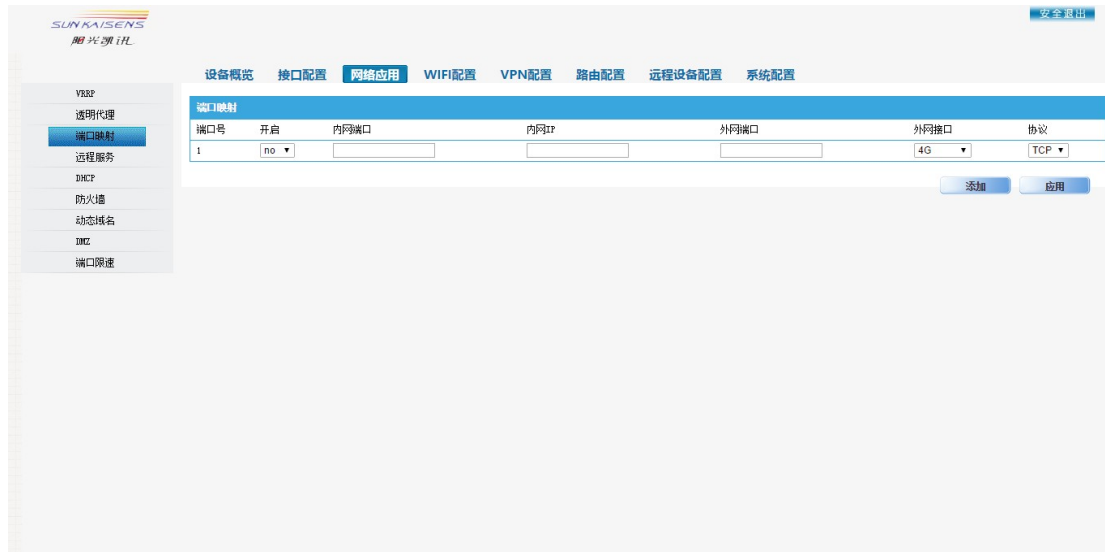 SUNKAISENS
阳光凯讯
安全退出
设备概览 接口配置 网络应用 WIFI配置 VPN配置 路由配置 远程设备配置 系统配置
VRRP
透明代理
端口映射
远程服务
DHCP
防火墙
动态域名
DMZ
端口限速
端口映射
端口号 开启 内网端口 内网IP 外网端口 外网接口 协议
1 no 4G TCP
添加 应用